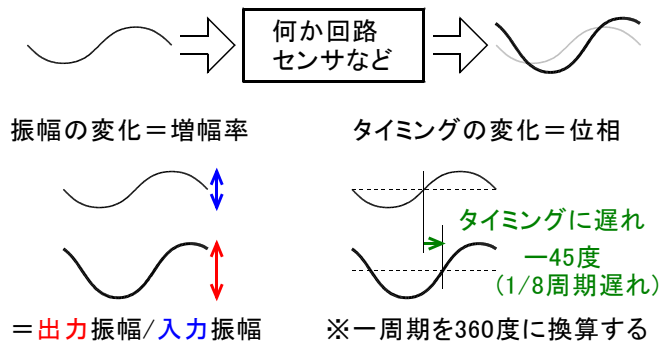 何か回路
センサなど
振幅の変化＝増幅率
タイミングの変化＝位相
タイミングに遅れ
ー45度
(1/8周期遅れ)
＝出力振幅/入力振幅
※一周期を360度に換算する